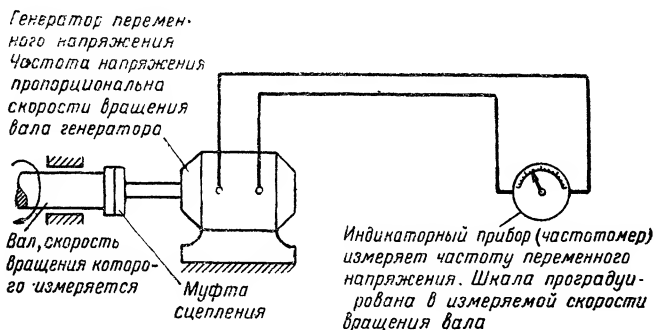 Генератор перемен-
ного напряжения
Частота напряжения
пропорциональна
скорости вращения
вала генератора
Вал, скорость
вращения которо-
го измеряется
Муфта
сцепления
Индикаторный прибор (частотомер)
измеряет частоту переменного
напряжения. Шкала проградуи-
рована в измеряемой скорости
вращения вала